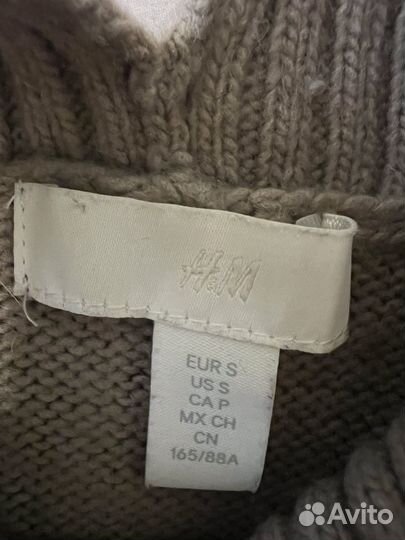 H&M
EUR S
US S
CA P
MX CH
CN
165/88A
Avito